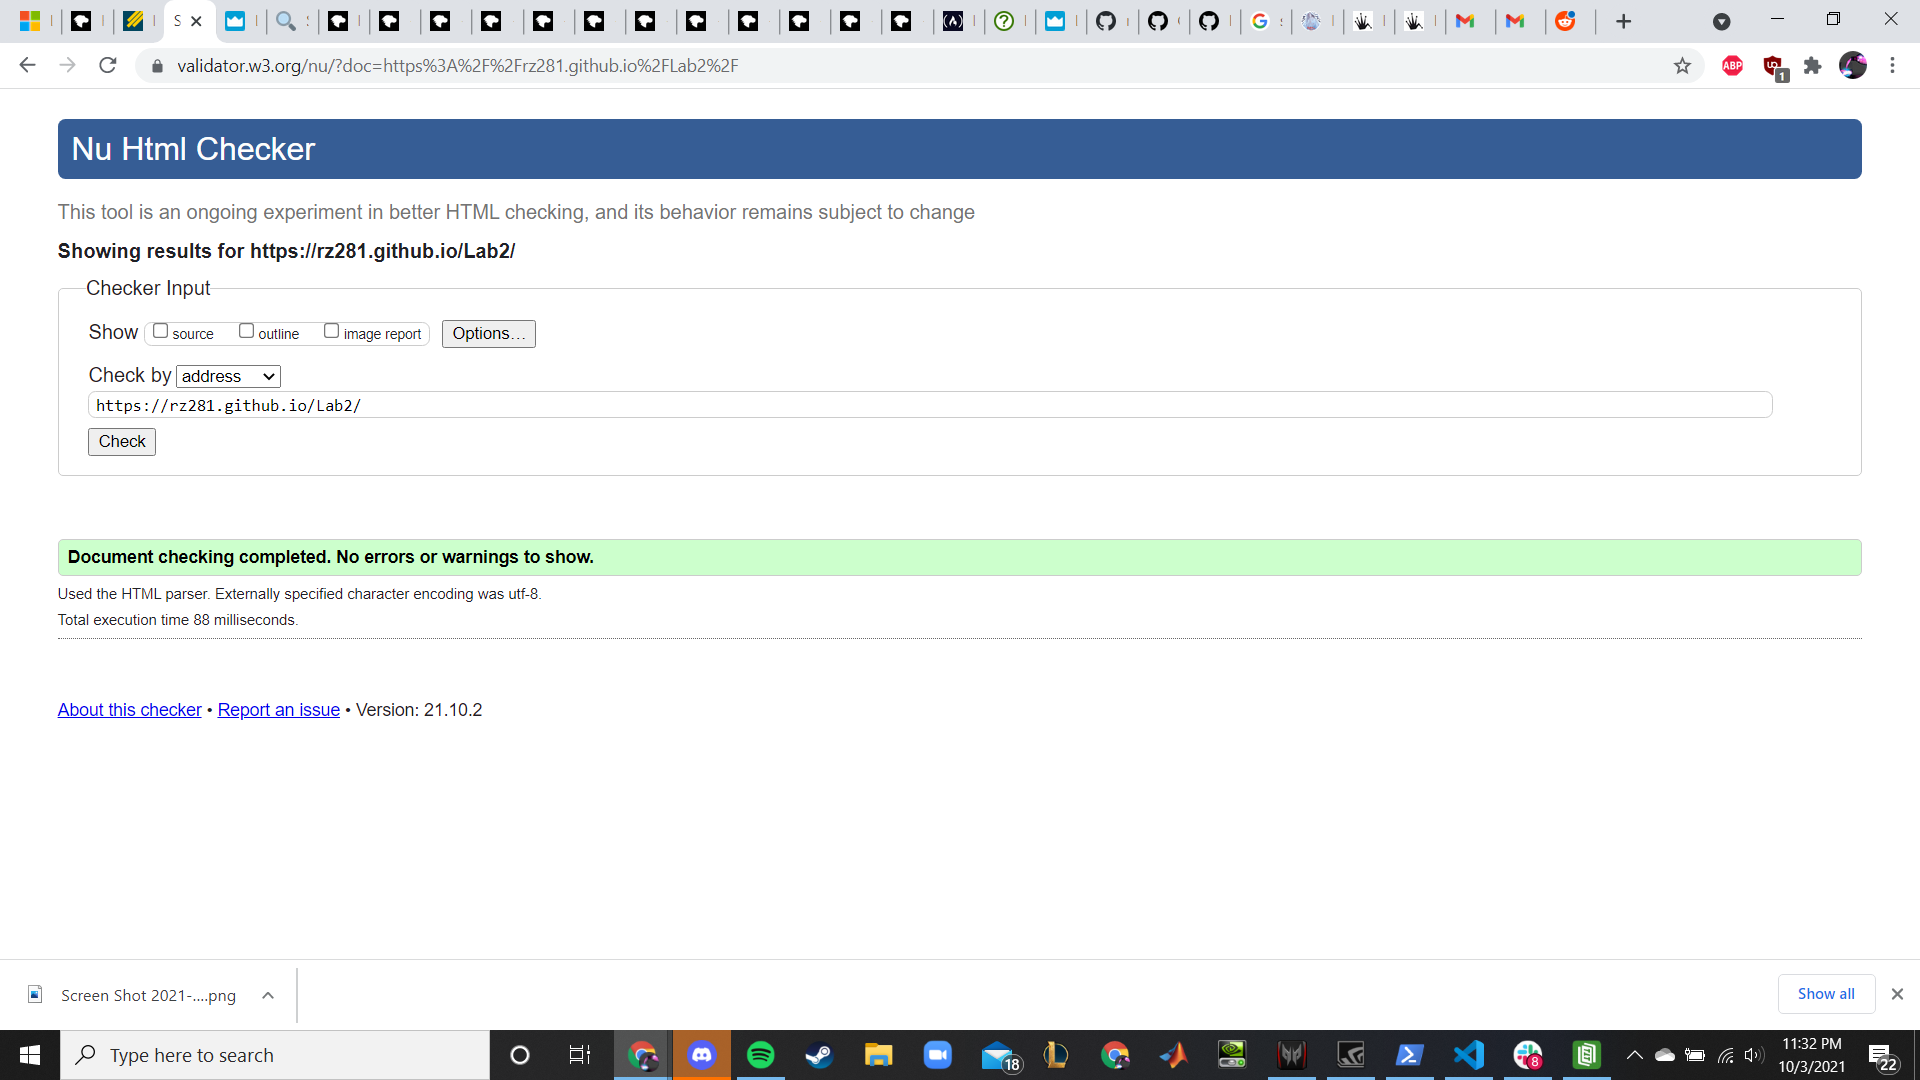 S
validator.w3.org/nu/?doc=https%3A%2F%2Frz281.github.io%2FLab2%2F
ABP
1
Nu Html Checker
This tool is an ongoing experiment in better HTML checking, and its behavior remains subject to change
Showing results for https://rz281.github.io/Lab2/
Checker Input
Show source outline image report Options…
Check by address
https://rz281.github.io/Lab2/
Check
Document checking completed. No errors or warnings to show.
Used the HTML parser. Externally specified character encoding was utf-8.
Total execution time 88 milliseconds.
About this checker • Report an issue • Version: 21.10.2
Screen Shot 2021-....png
Show all
Type here to search
18
8
11:32 PM
10/3/2021
22